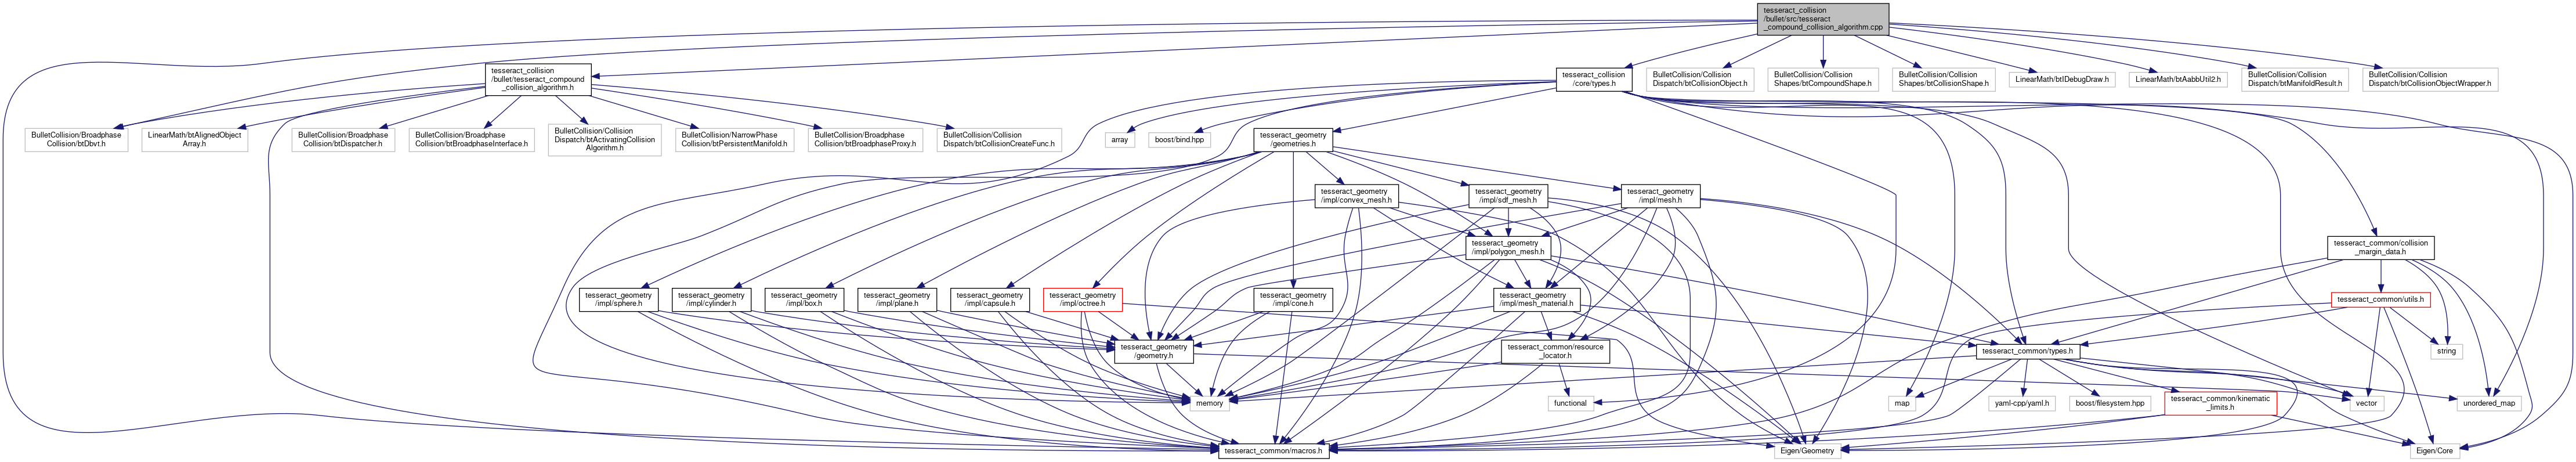 tesseract_collision
/bullet/src/tesseract
_compound_collision_algorithm.cpp
tesseract_collision
/bullet/tesseract_compound
_collision_algorithm.h
tesseract_collision
/core/types.h
BulletCollision/Collision
Dispatch/btCollisionObject.h
BulletCollision/Collision
Shapes/btCompoundShape.h
BulletCollision/Collision
Shapes/btCollisionShape.h
LinearMath/btIDebugDraw.h
LinearMath/btAabbUtil2.h
BulletCollision/Collision
Dispatch/btManifoldResult.h
BulletCollision/Collision
Dispatch/btCollisionObjectWrapper.h
BulletCollision/Broadphase
Collision/btDbvt.h
LinearMath/btAlignedObject
Array.h
BulletCollision/Broadphase
Collision/btDispatcher.h
BulletCollision/Broadphase
Collision/btBroadphaseInterface.h
BulletCollision/Collision
Dispatch/btActivatingCollision
Algorithm.h
BulletCollision/NarrowPhase
Collision/btPersistentManifold.h
BulletCollision/Broadphase
Collision/btBroadphaseProxy.h
BulletCollision/Collision
Dispatch/btCollisionCreateFunc.h
array
boost/bind.hpp
tesseract_geometry
/geometries.h
tesseract_geometry
/impl/convex_mesh.h
tesseract_geometry
/impl/sdf_mesh.h
tesseract_geometry
/impl/mesh.h
tesseract_geometry
/impl/polygon_mesh.h
tesseract_common/collision
_margin_data.h
tesseract_geometry
/impl/sphere.h
tesseract_geometry
/impl/cylinder.h
tesseract_geometry
/impl/box.h
tesseract_geometry
/impl/plane.h
tesseract_geometry
/impl/capsule.h
tesseract_geometry
/impl/octree.h
tesseract_geometry
/impl/cone.h
tesseract_geometry
/impl/mesh_material.h
tesseract_common/utils.h
tesseract_geometry
/geometry.h
tesseract_common/resource
_locator.h
tesseract_common/types.h
string
memory
functional
map
yaml-cpp/yaml.h
boost/filesystem.hpp
tesseract_common/kinematic
_limits.h
vector
unordered_map
tesseract_common/macros.h
Eigen/Geometry
Eigen/Core